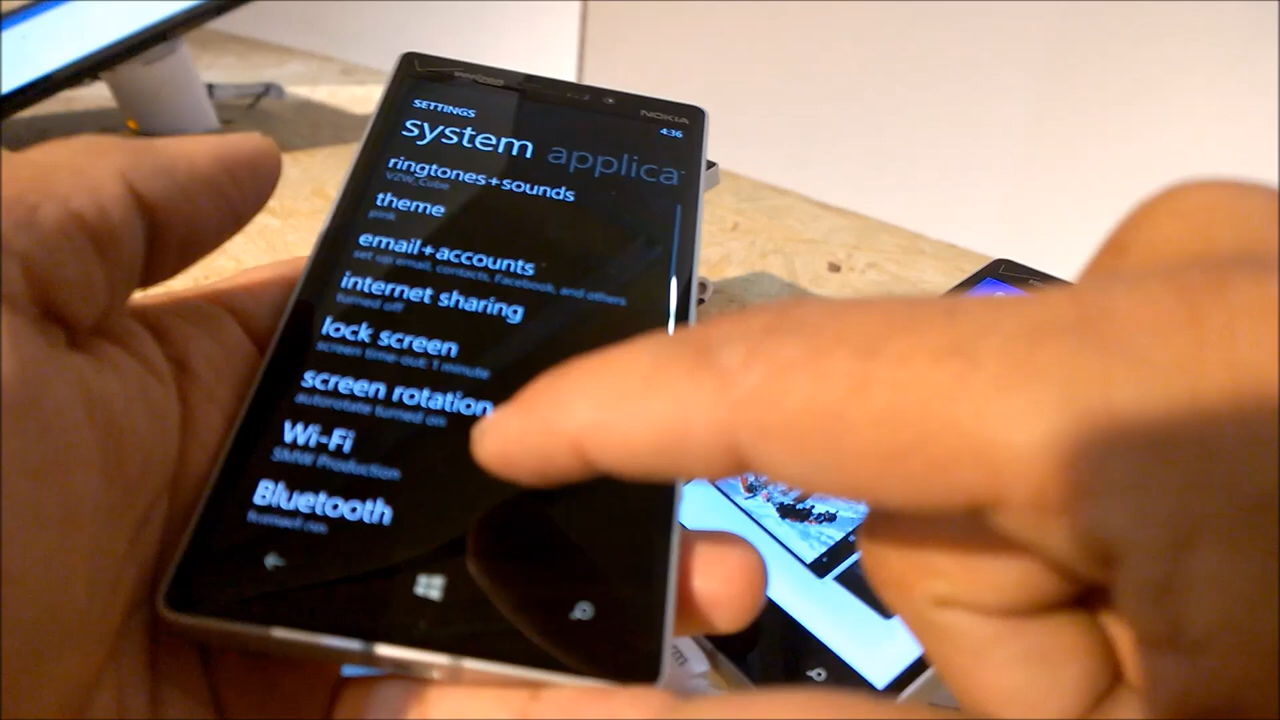 verizon
NOKIA
SETTINGS
4:36
system applica
ringtones+sounds
VZW_Cube
theme
pink
email+accounts
set up email, contacts, Facebook, and others
internet sharing
turned off
lock screen
screen time-out: 1 minute
screen rotation
autorotate turned on
Wi-Fi
SMW Production
Bluetooth
turned on